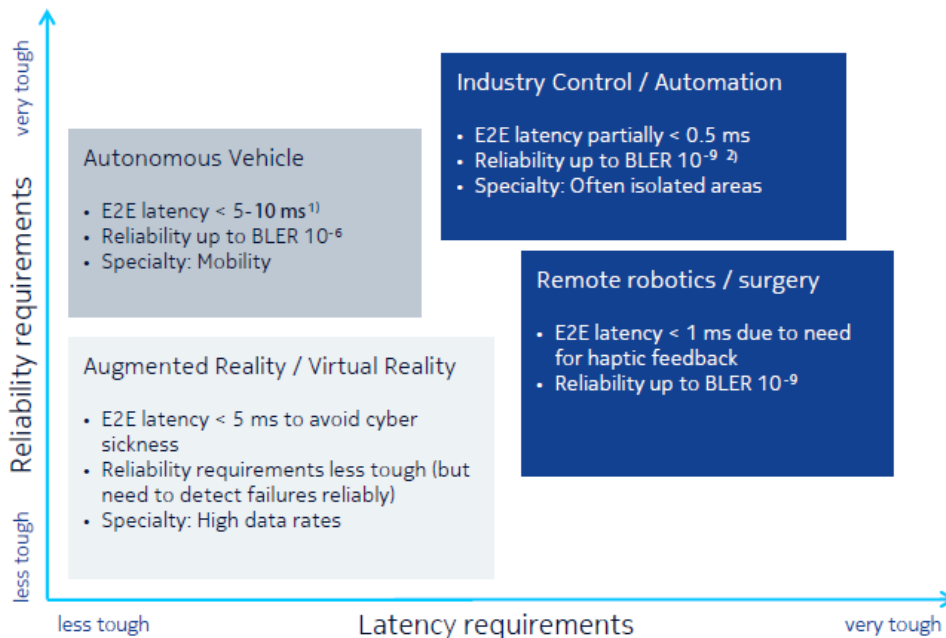 Reliability requirements
very tough
less tough
Industry Control / Automation
• E2E latency partially < 0.5 ms
• Reliability up to BLER 10⁻⁹ ²⁾
• Specialty: Often isolated areas
Autonomous Vehicle
• E2E latency < 5-10 ms¹⁾
• Reliability up to BLER 10⁻⁶
• Specialty: Mobility
Remote robotics / surgery
• E2E latency < 1 ms due to need
for haptic feedback
• Reliability up to BLER 10⁻⁹
Augmented Reality / Virtual Reality
• E2E latency < 5 ms to avoid cyber
sickness
• Reliability requirements less tough (but
need to detect failures reliably)
• Specialty: High data rates
less tough
Latency requirements
very tough